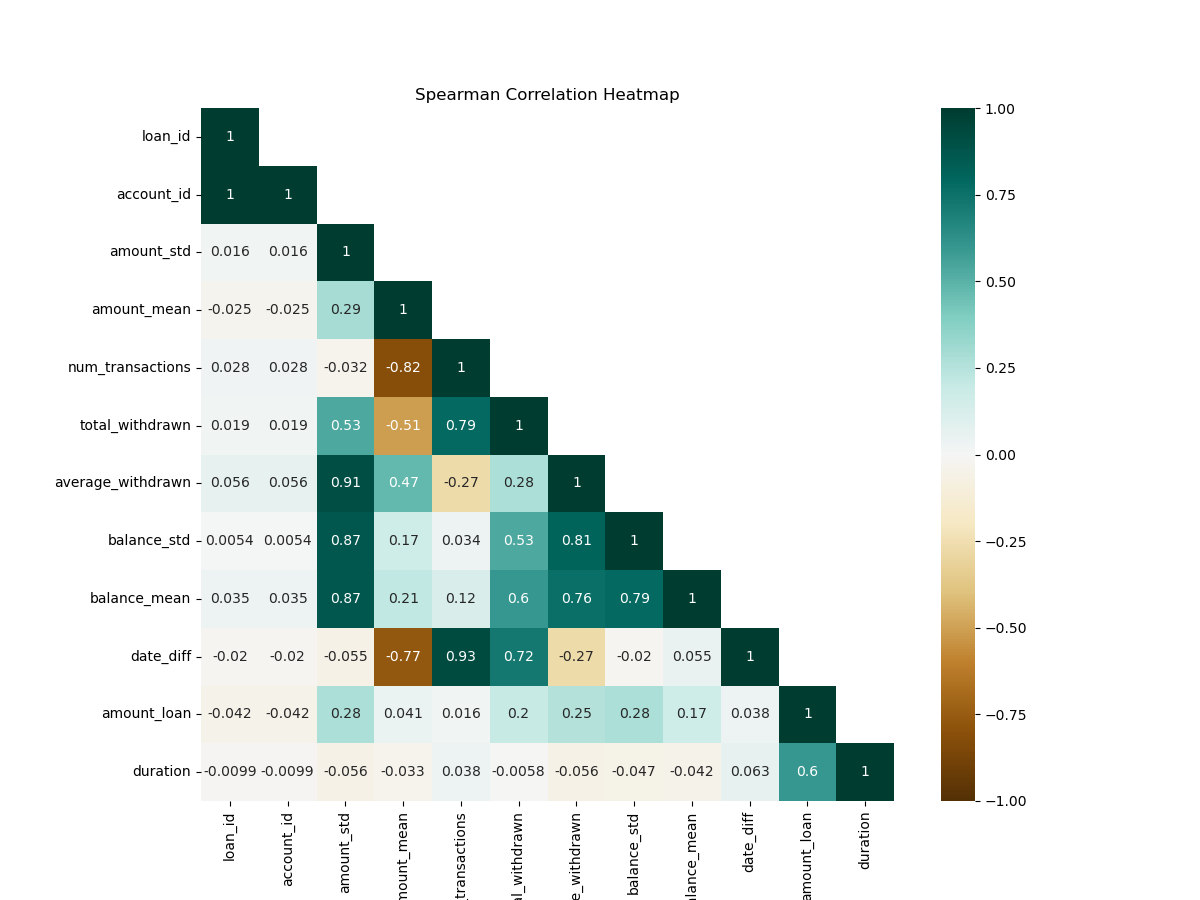 Spearman Correlation Heatmap
loan_id 1
account_id 1 1
amount_std 0.016 0.016 1
amount_mean -0.025 -0.025 0.29 1
num_transactions 0.028 0.028 -0.032 -0.82 1
total_withdrawn 0.019 0.019 0.53 -0.51 0.79 1
average_withdrawn 0.056 0.056 0.91 0.47 -0.27 0.28 1
balance_std 0.0054 0.0054 0.87 0.17 0.034 0.53 0.81 1
balance_mean 0.035 0.035 0.87 0.21 0.12 0.6 0.76 0.79 1
date_diff -0.02 -0.02 -0.055 -0.77 0.93 0.72 -0.27 -0.02 0.055 1
amount_loan -0.042 -0.042 0.28 0.041 0.016 0.2 0.25 0.28 0.17 0.038 1
duration -0.0099 -0.0099 -0.056 -0.033 0.038 -0.0058 -0.056 -0.047 -0.042 0.063 0.6 1
loan_id
account_id
amount_std
mount_mean
_transactions
al_withdrawn
e_withdrawn
balance_std
alance_mean
date_diff
amount_loan
duration
1.00
0.75
0.50
0.25
0.00
−0.25
−0.50
−0.75
−1.00